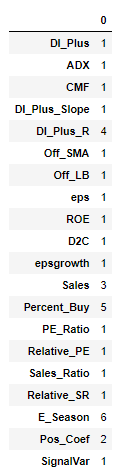 0
DI_Plus 1
ADX 1
CMF 1
DI_Plus_Slope 1
DI_Plus_R 4
Off_SMA 1
Off_LB 1
eps 1
ROE 1
D2C 1
epsgrowth 1
Sales 3
Percent_Buy 5
PE_Ratio 1
Relative_PE 1
Sales_Ratio 1
Relative_SR 1
E_Season 6
Pos_Coef 2
SignalVar 1